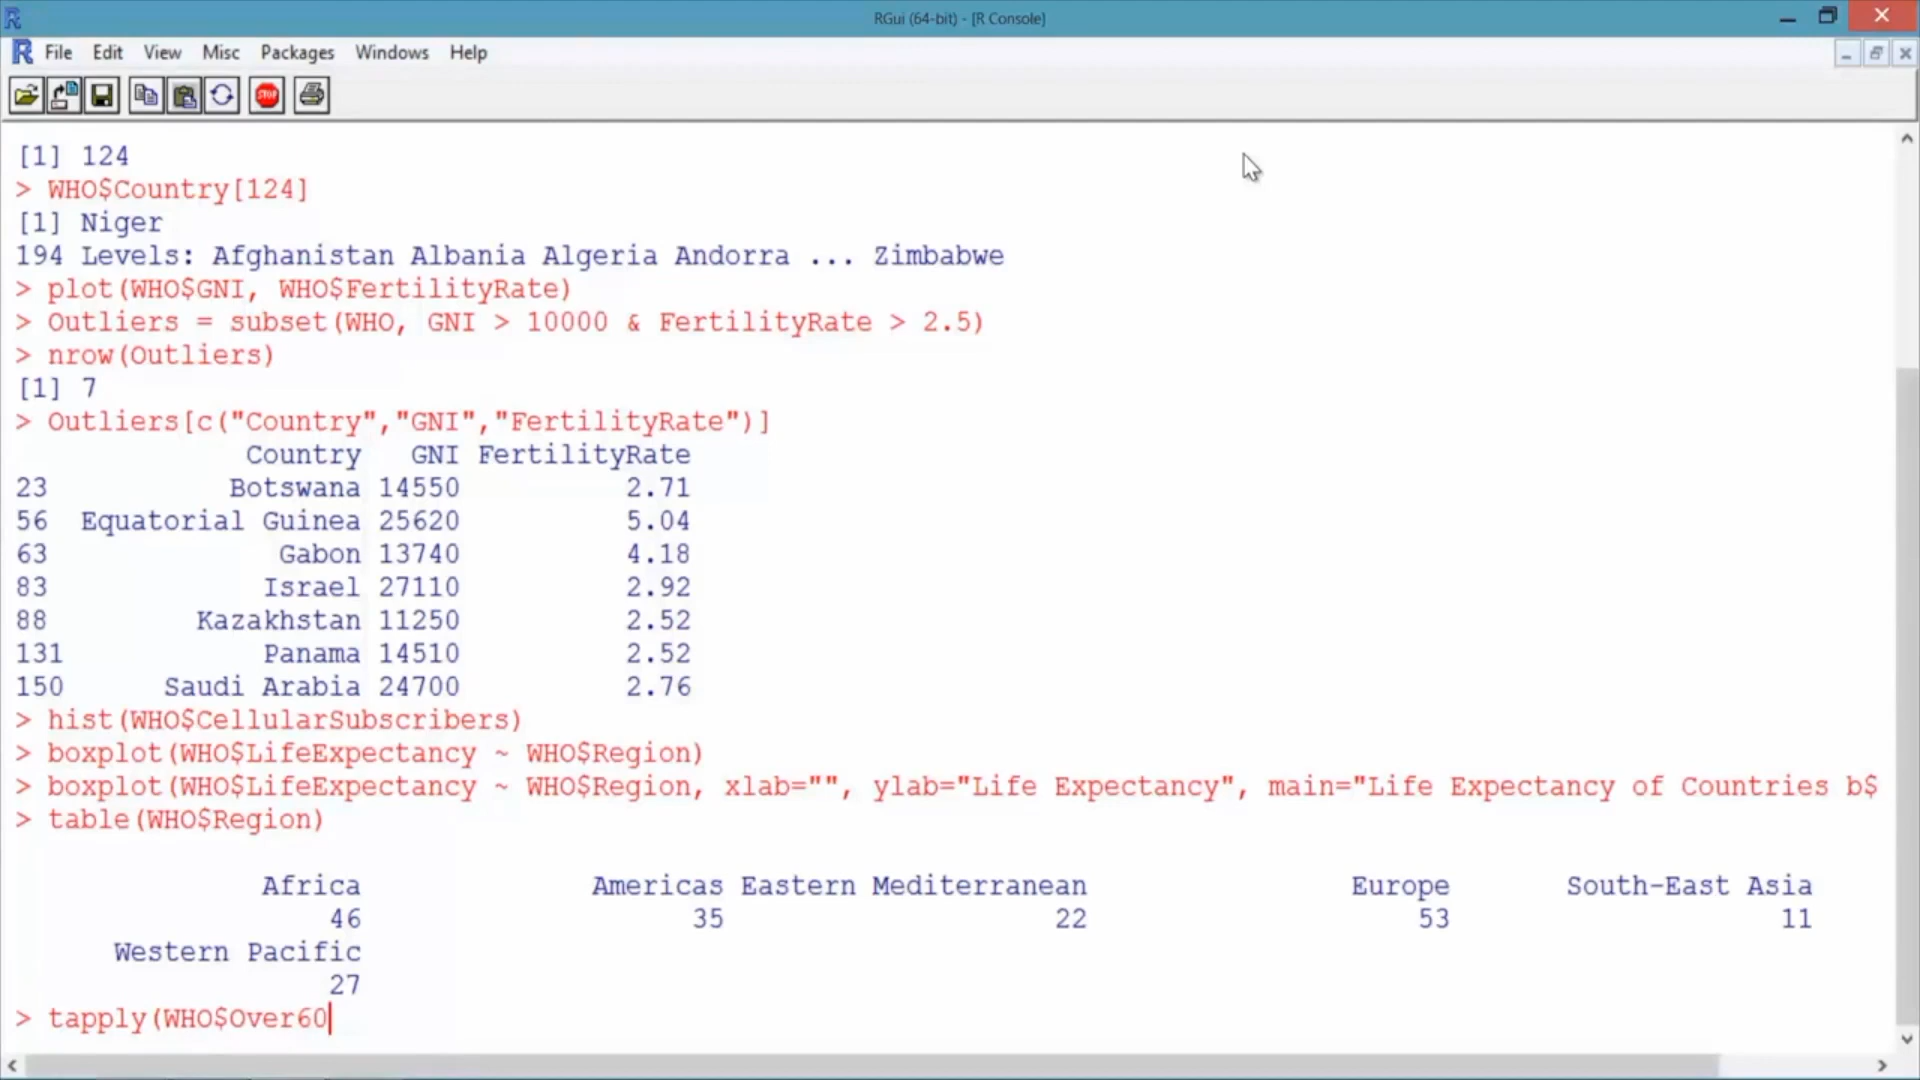 RGui (64-bit) - [R Console]
File Edit View Misc Packages Windows Help
STOP
[1] 124
> WHO$Country[124]
[1] Niger
194 Levels: Afghanistan Albania Algeria Andorra ... Zimbabwe
> plot(WHO$GNI, WHO$FertilityRate)
> Outliers = subset(WHO, GNI > 10000 & FertilityRate > 2.5)
> nrow(Outliers)
[1] 7
> Outliers[c("Country","GNI","FertilityRate")]
Country GNI FertilityRate
23 Botswana 14550 2.71
56 Equatorial Guinea 25620 5.04
63 Gabon 13740 4.18
83 Israel 27110 2.92
88 Kazakhstan 11250 2.52
131 Panama 14510 2.52
150 Saudi Arabia 24700 2.76
> hist(WHO$CellularSubscribers)
> boxplot(WHO$LifeExpectancy ~ WHO$Region)
> boxplot(WHO$LifeExpectancy ~ WHO$Region, xlab="", ylab="Life Expectancy", main="Life Expectancy of Countries b$
> table(WHO$Region)
Africa Americas Eastern Mediterranean Europe South-East Asia
46 35 22 53 11
Western Pacific
27
> tapply(WHO$Over60